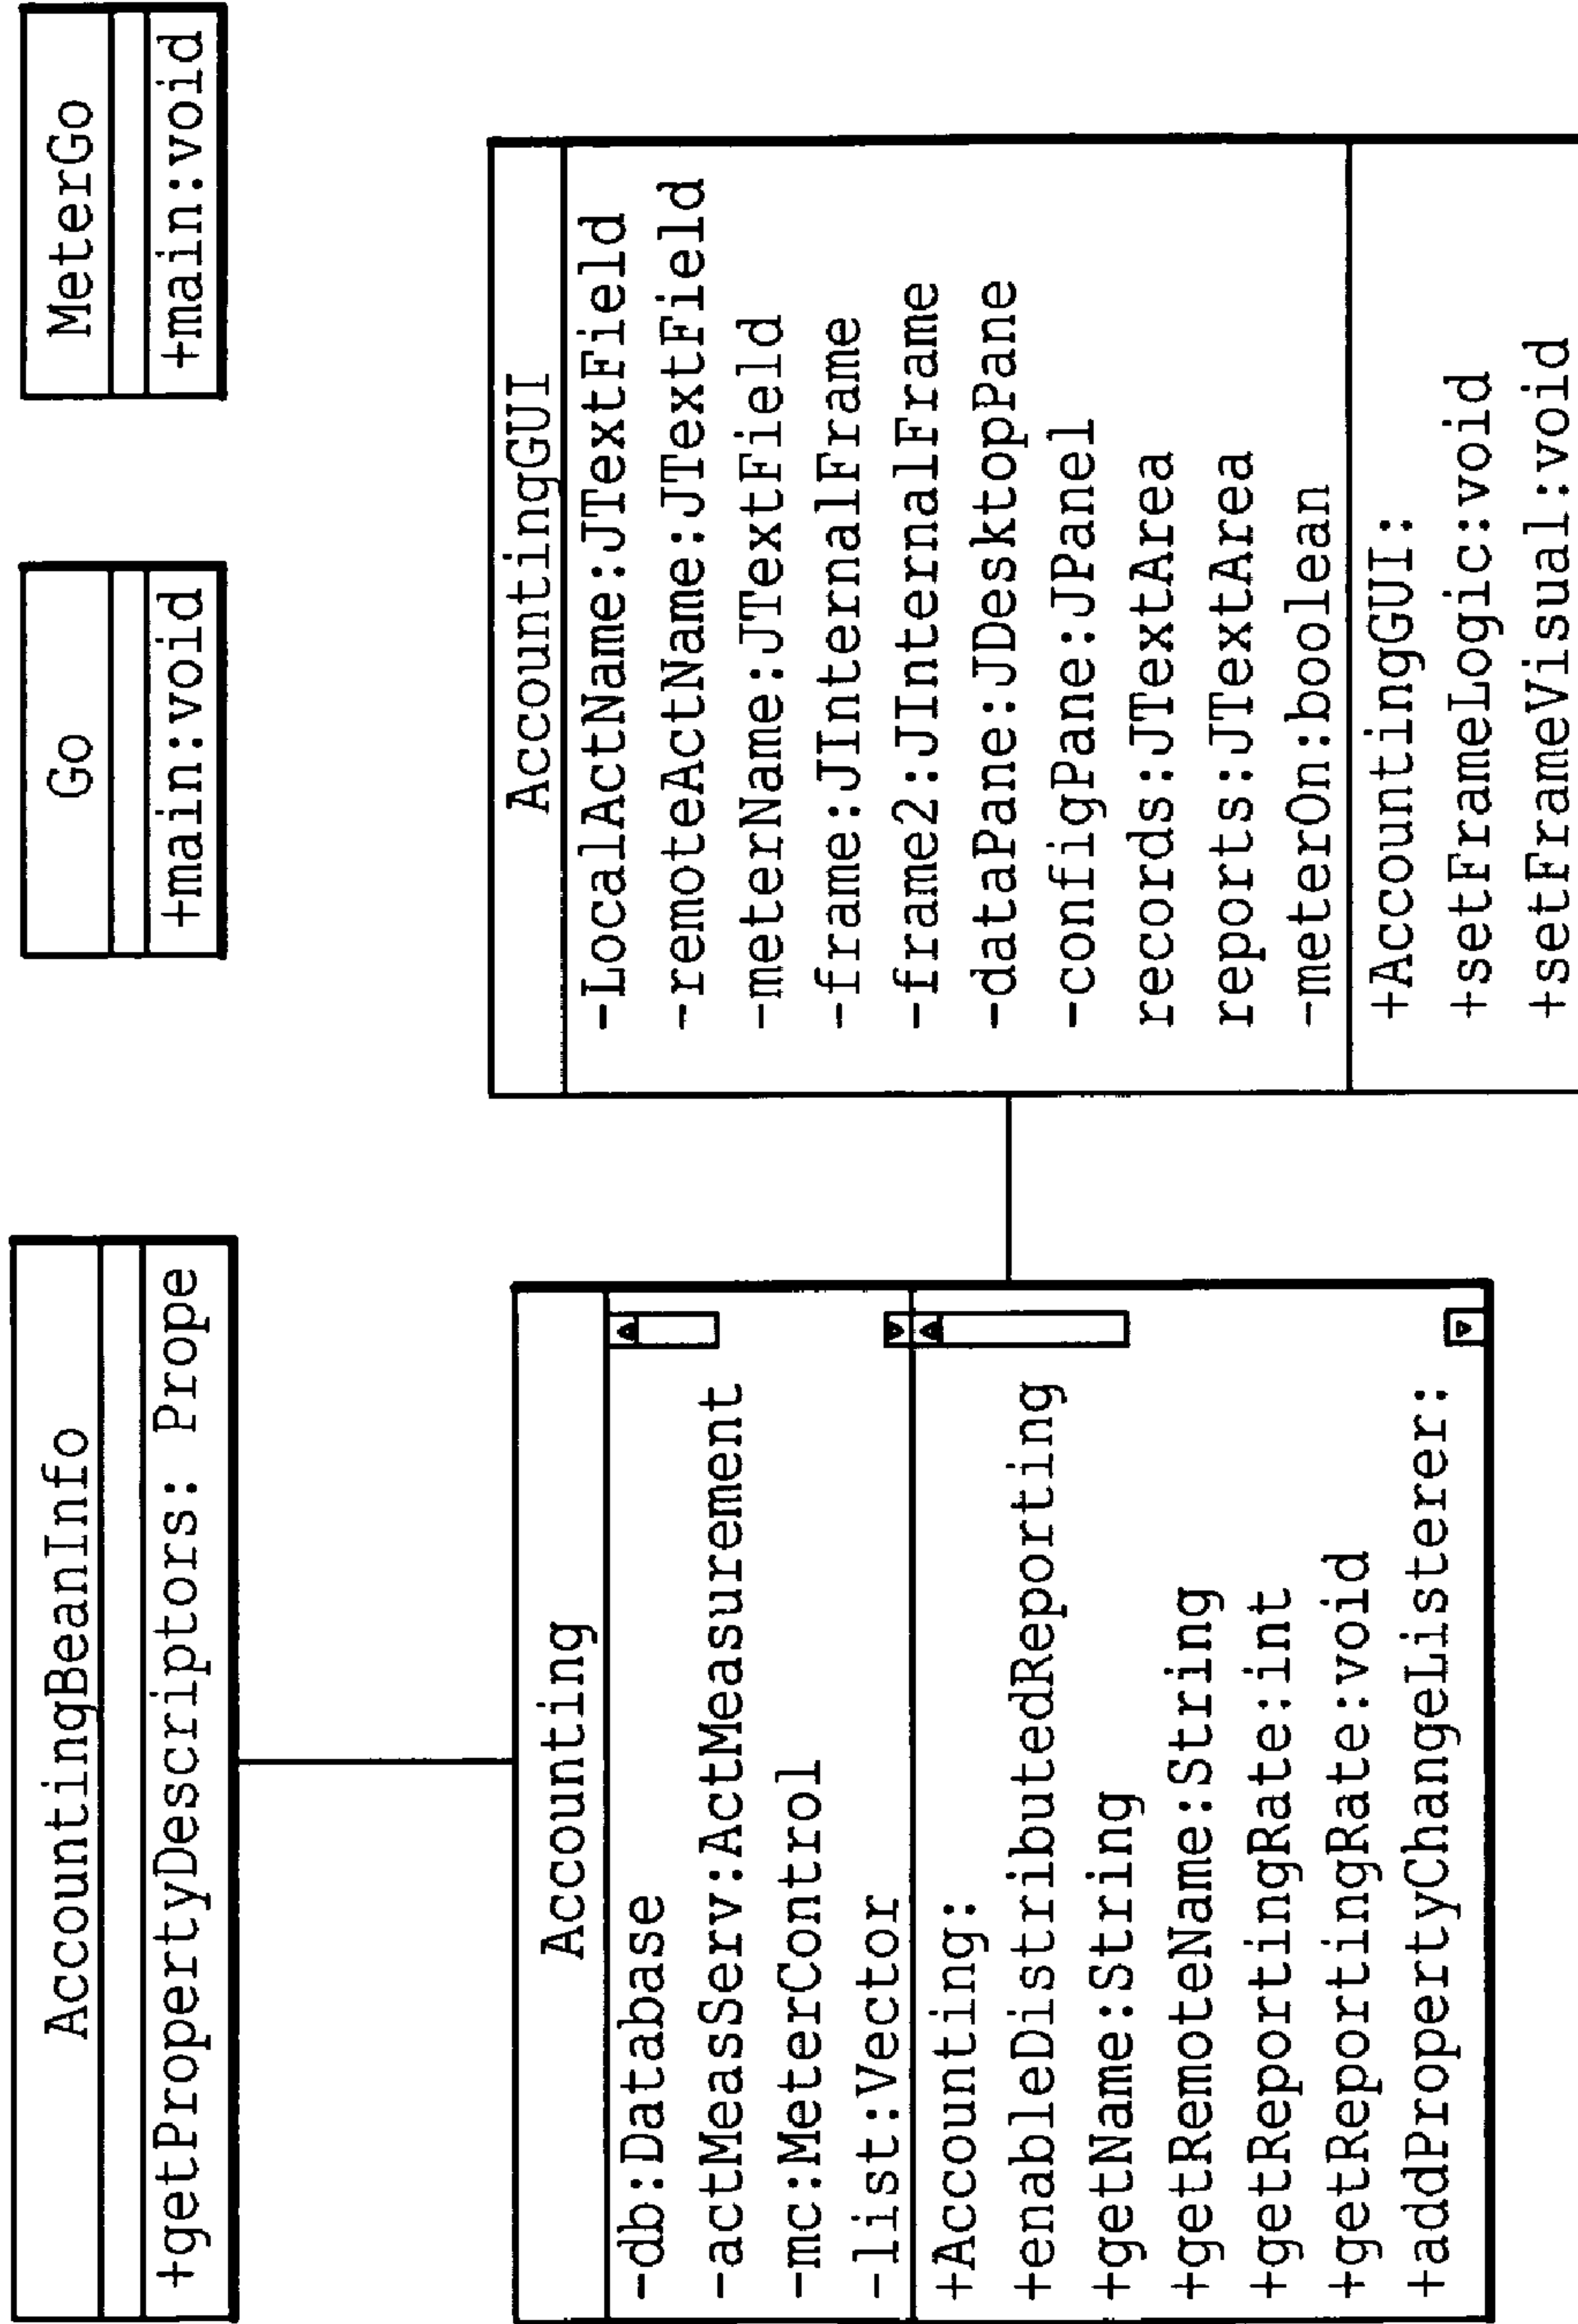 AccountingBeanInfo
+getPropertyDescriptors: Prope
Go
+main:void
MeterGo
+main:void
Accounting
-db:Database
-actMeasServ:ActMeasurement
-mc:MeterControl
-list:Vector
+Accounting:
+enableDistributedReporting
+getName:String
+getRemoteName:String
+getReportingRate:int
+getReportingRate:void
+addPropertyChangeListerer:
AccountingGUI
-LocalActName:JTextField
-remoteActName:JTextField
-meterName:JTextField
-frame:JInternalFrame
-frame2:JInternalFrame
-dataPane:JDesktopPane
-configPane:JPanel
records:JTextArea
reports:JTextArea
-meterOn:boolean
+AccountingGUI:
+setFrameLogic:void
+setFrameVisual:void